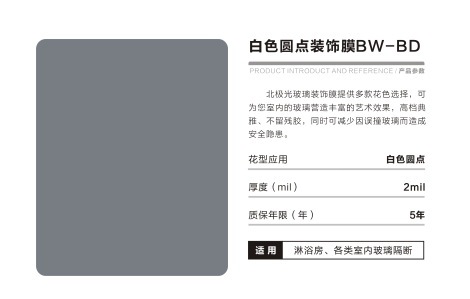 白色圆点装饰膜BW-BD
PRODUCT INTRODUCT AND REFERENCE / 产品参数
北极光玻璃装饰膜提供多款花色选择，可
为您室内的玻璃营造丰富的艺术效果，高档典
雅、不留残胶，同时可减少因误撞玻璃而造成
安全隐患。
花型应用 白色圆点
厚度（mil） 2mil
质保年限（年） 5年
适用 淋浴房、各类室内玻璃隔断